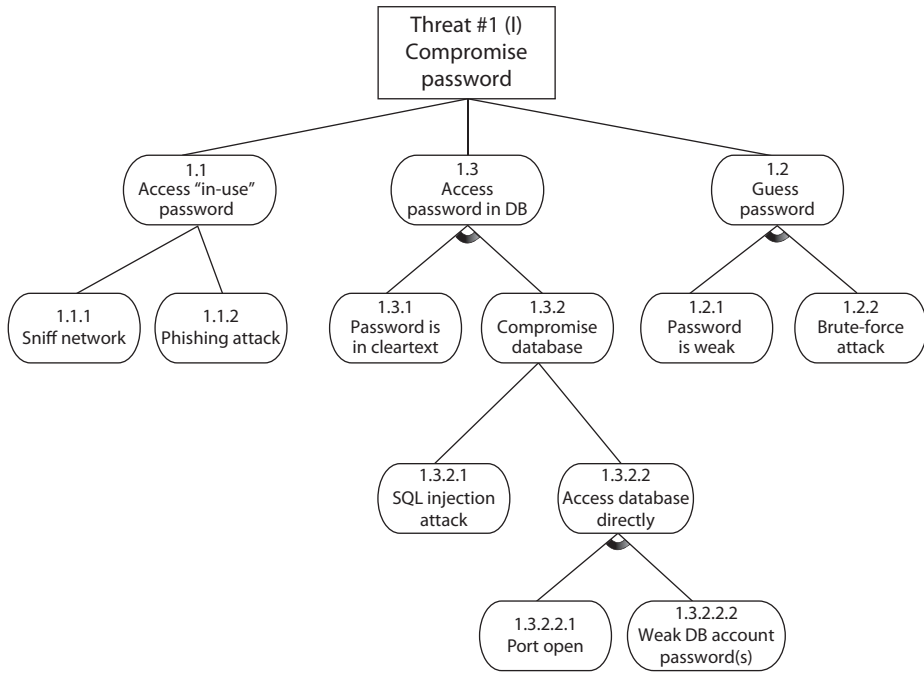 Threat #1 (I)
Compromise
password
1.1
Access “in-use”
password
1.3
Access
password in DB
1.2
Guess
password
1.1.1
Sniff network
1.1.2
Phishing attack
1.3.1
Password is
in cleartext
1.3.2
Compromise
database
1.2.1
Password
is weak
1.2.2
Brute-force
attack
1.3.2.1
SQL injection
attack
1.3.2.2
Access database
directly
1.3.2.2.1
Port open
1.3.2.2.2
Weak DB account
password(s)